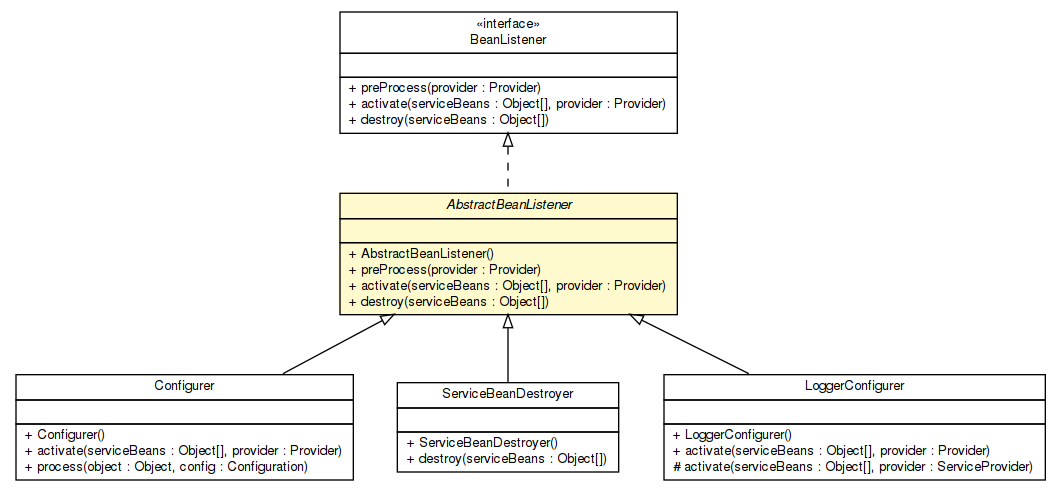 «interface»
BeanListener
+ preProcess(provider : Provider)
+ activate(serviceBeans : Object[], provider : Provider)
+ destroy(serviceBeans : Object[])
AbstractBeanListener
+ AbstractBeanListener()
+ preProcess(provider : Provider)
+ activate(serviceBeans : Object[], provider : Provider)
+ destroy(serviceBeans : Object[])
Configurer
+ Configurer()
+ activate(serviceBeans : Object[], provider : Provider)
+ process(object : Object, config : Configuration)
ServiceBeanDestroyer
+ ServiceBeanDestroyer()
+ destroy(serviceBeans : Object[])
LoggerConfigurer
+ LoggerConfigurer()
+ activate(serviceBeans : Object[], provider : Provider)
# activate(serviceBeans : Object[], provider : ServiceProvider)